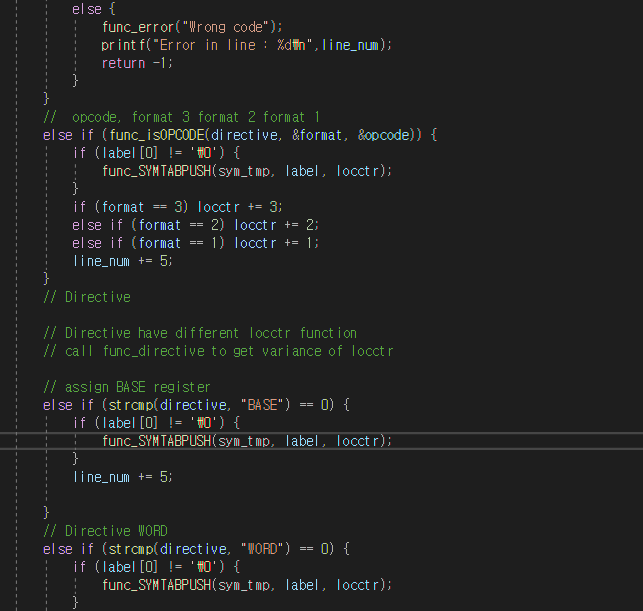 else {
func_error("Wrong code");
printf("Error in line : %d₩n",line_num);
return -1;
}
}
//  opcode, format 3 format 2 format 1
else if (func_isOPCODE(directive, &format, &opcode)) {
if (label[0] != '₩0') {
func_SYMTABPUSH(sym_tmp, label, locctr);
}
if (format == 3) locctr += 3;
else if (format == 2) locctr += 2;
else if (format == 1) locctr += 1;
line_num += 5;
}
// Directive
// Directive have different locctr function
// call func_directive to get variance of locctr
// assign BASE register
else if (strcmp(directive, "BASE") == 0) {
if (label[0] != '₩0') {
func_SYMTABPUSH(sym_tmp, label, locctr);
}
line_num += 5;
}
// Directive WORD
else if (strcmp(directive, "WORD") == 0) {
if (label[0] != '₩0') {
func_SYMTABPUSH(sym_tmp, label, locctr);
}